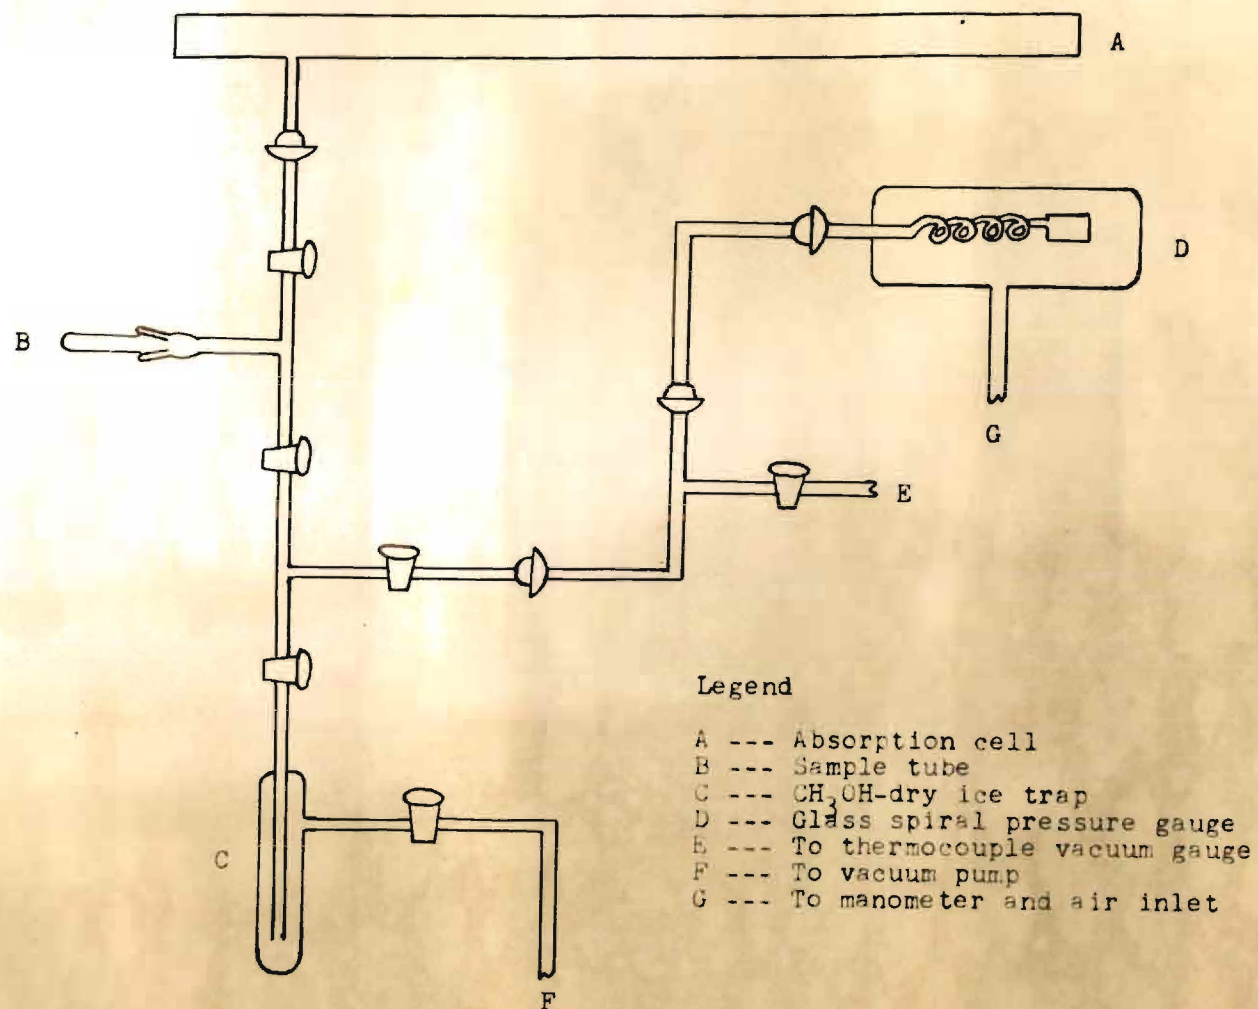 A
B
D
G
E
C
F
Legend
A --- Absorption cell
B --- Sample tube
C --- CH3OH-dry ice trap
D --- Glass spiral pressure gauge
E --- To thermocouple vacuum gauge
F --- To vacuum pump
G --- To manometer and air inlet